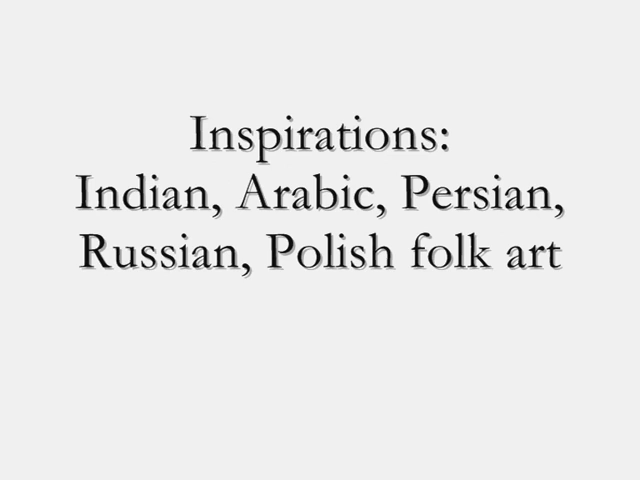 Inspirations:
Indian, Arabic, Persian,
Russian, Polish folk art